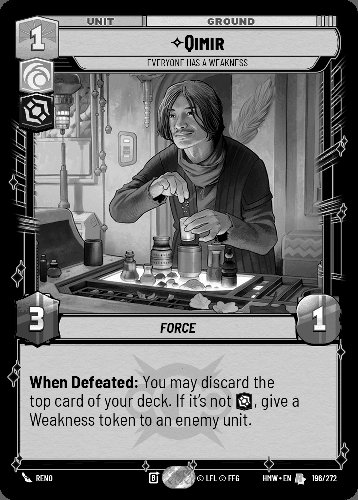 UNIT
GROUND
1
QIMIR
EVERYONE HAS A WEAKNESS
3
FORCE
1
When Defeated: You may discard the
top card of your deck. If it's not , give a
Weakness token to an enemy unit.
RENO
© LFL © FFG
HMW • EN
196/272